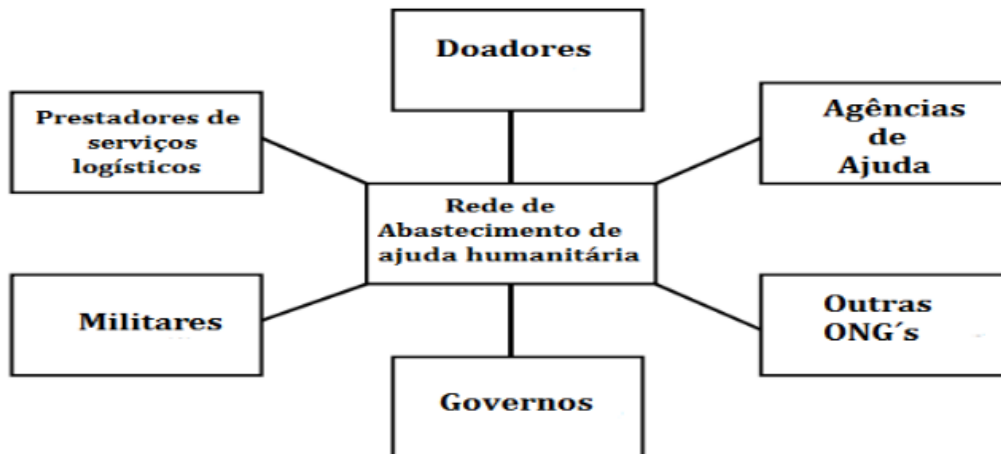 Doadores
Prestadores de
serviços
logísticos
Agências
de
Ajuda
Rede de
Abastecimento de
ajuda humanitária
Militares
Outras
ONG´s
Governos